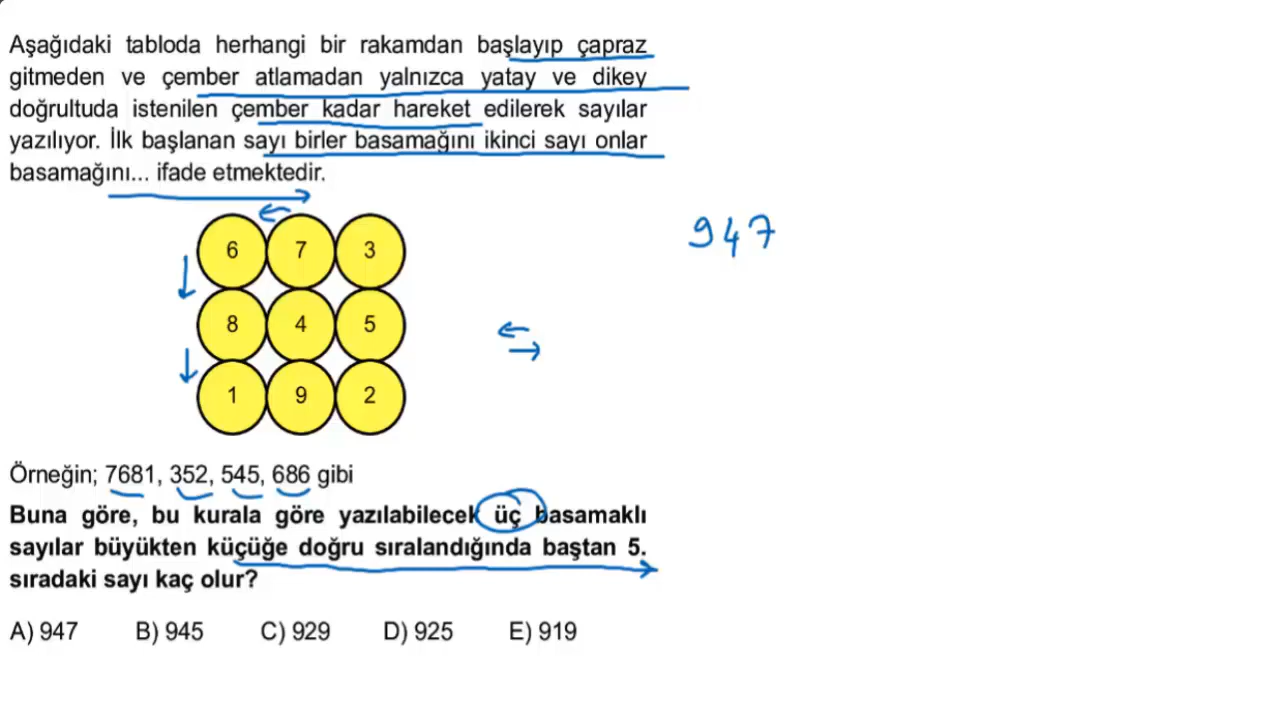 Aşağıdaki tabloda herhangi bir rakamdan başlayıp çapraz
gitmeden ve çember atlamadan yalnızca yatay ve dikey
doğrultuda istenilen çember kadar hareket edilerek sayılar
yazılıyor. İlk başlanan sayı birler basamağını ikinci sayı onlar
basamağını... ifade etmektedir.
947
6 7 3
8 4 5
1 9 2
Örneğin; 7681, 352, 545, 686 gibi
Buna göre, bu kurala göre yazılabilecek üç basamaklı
sayılar büyükten küçüğe doğru sıralandığında baştan 5.
sıradaki sayı kaç olur?
A) 947 B) 945 C) 929 D) 925 E) 919